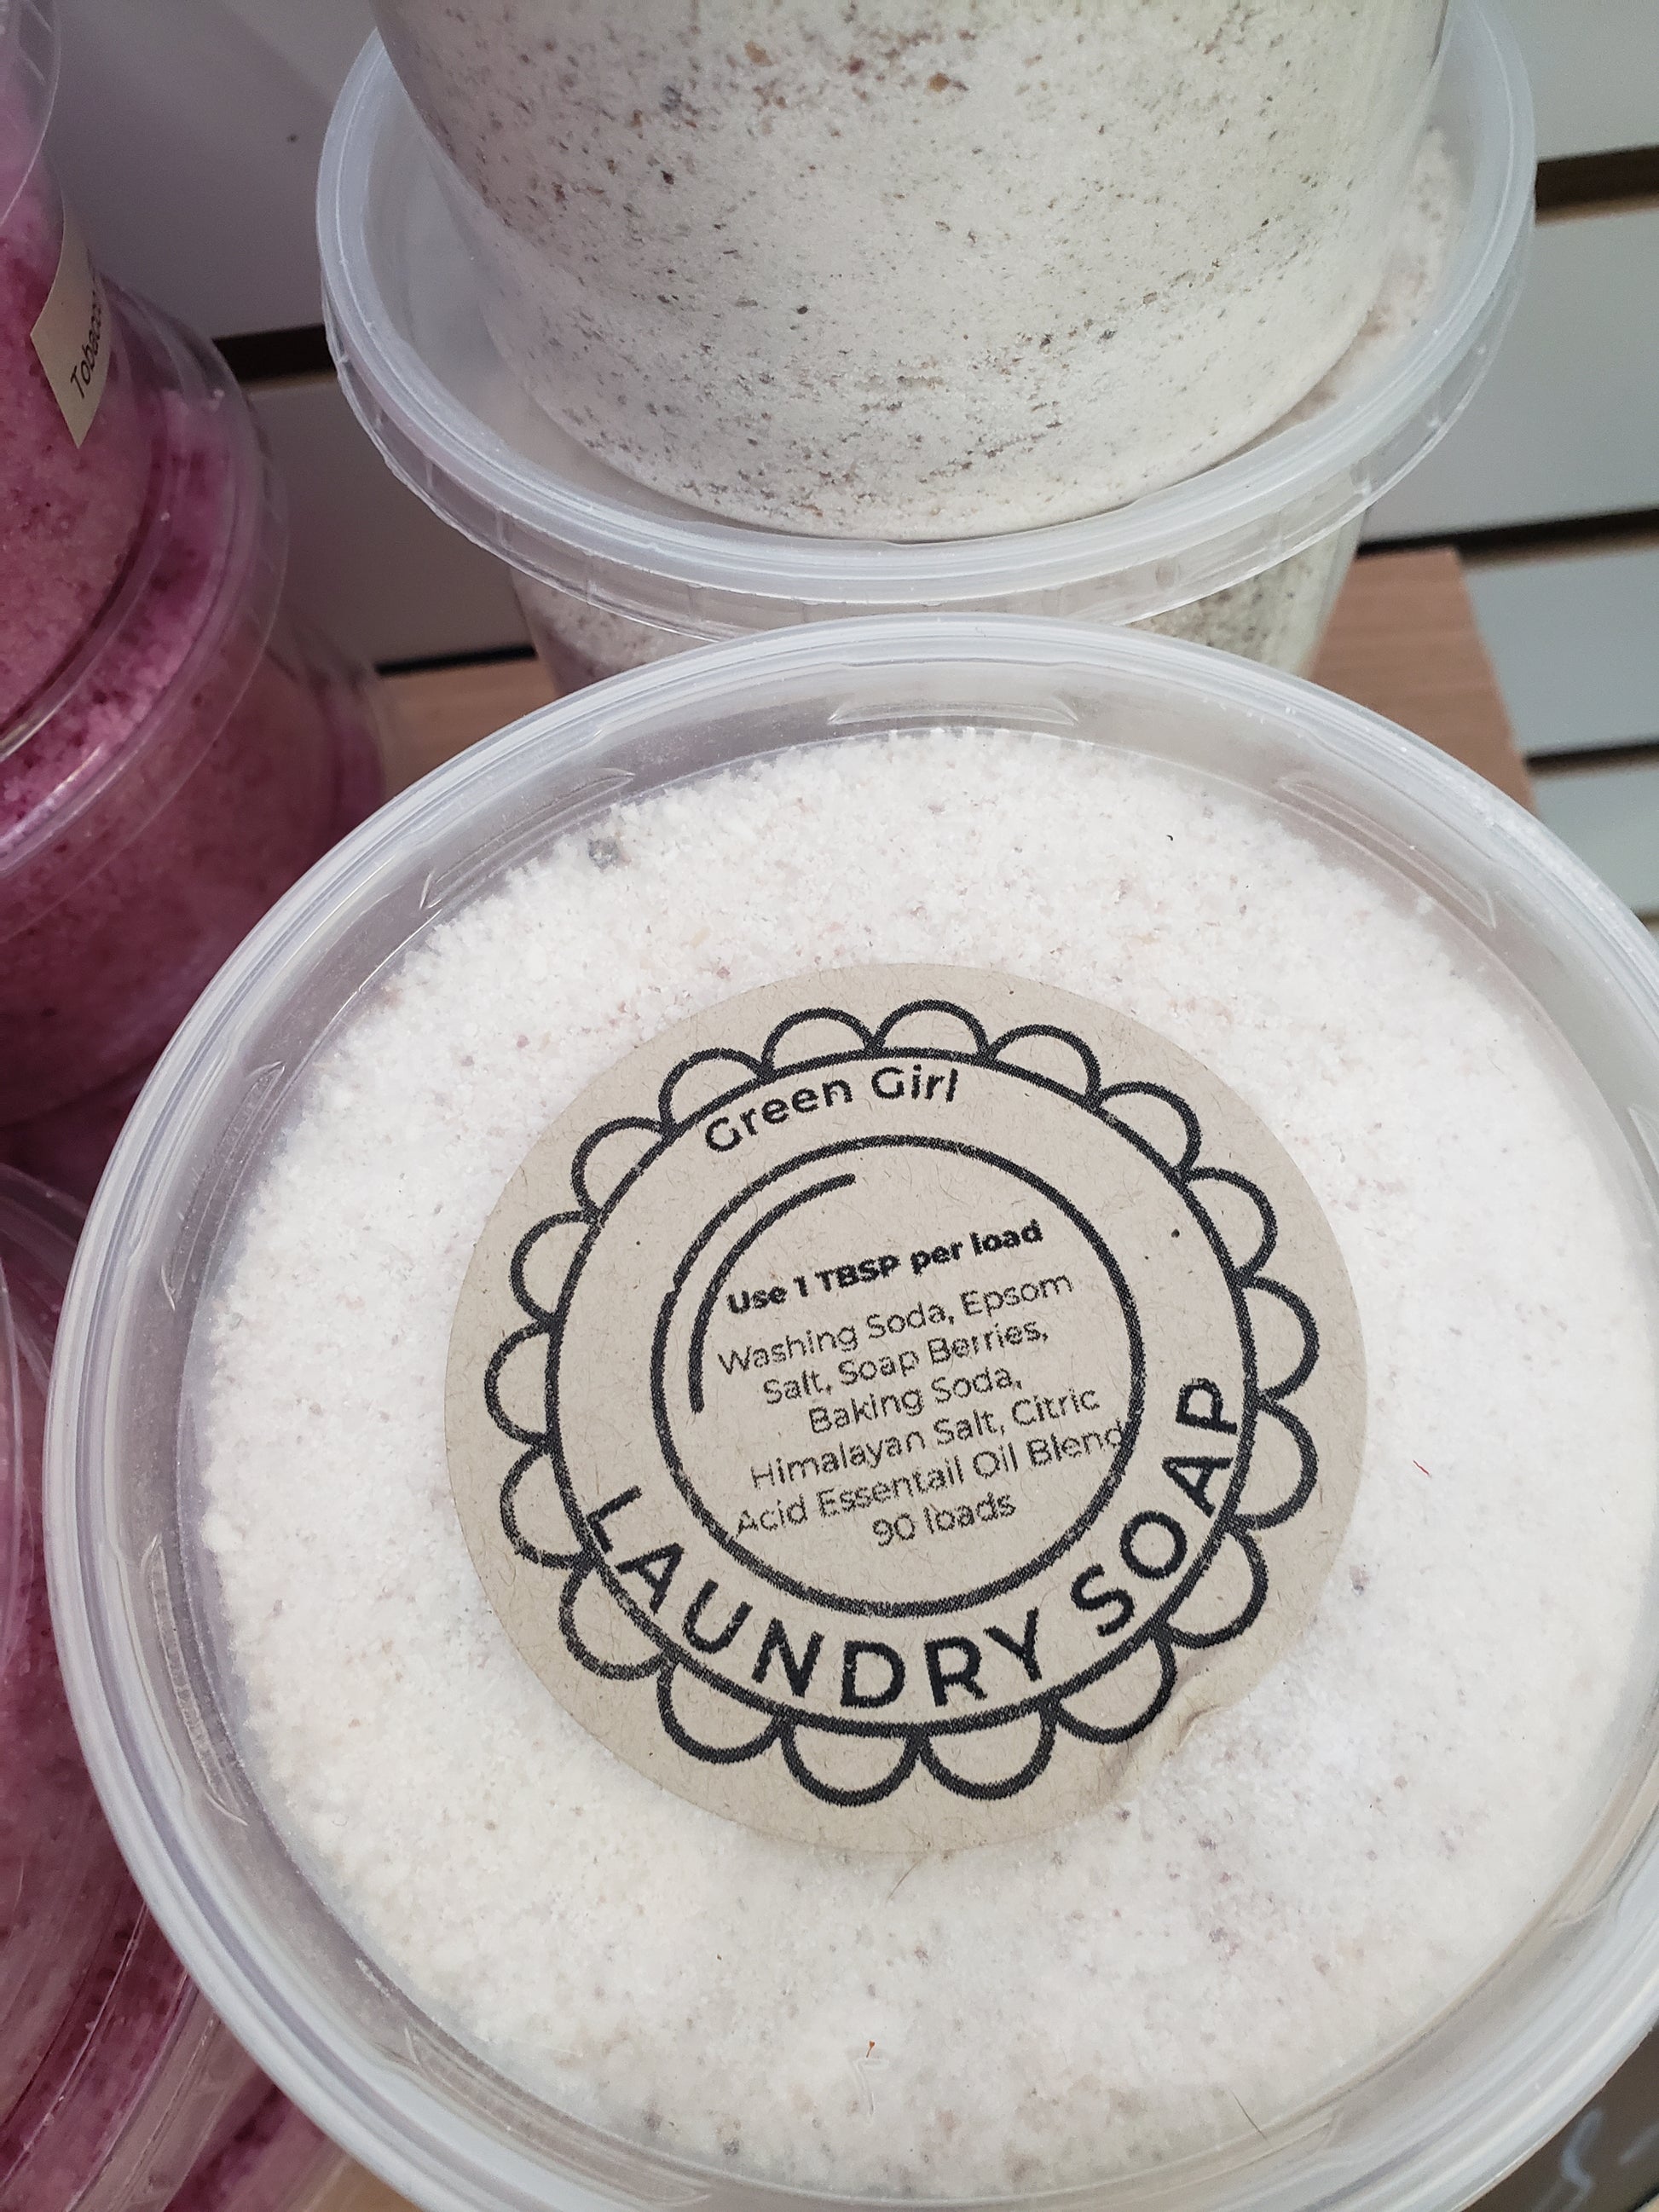 Green Girl
Use 1 TBSP per load
Washing Soda, Epsom
Salt, Soap Berries,
Baking Soda,
Himalayan Salt, Citric
Acid Essentail Oil Blend
90 loads
LAUNDRY SOAP